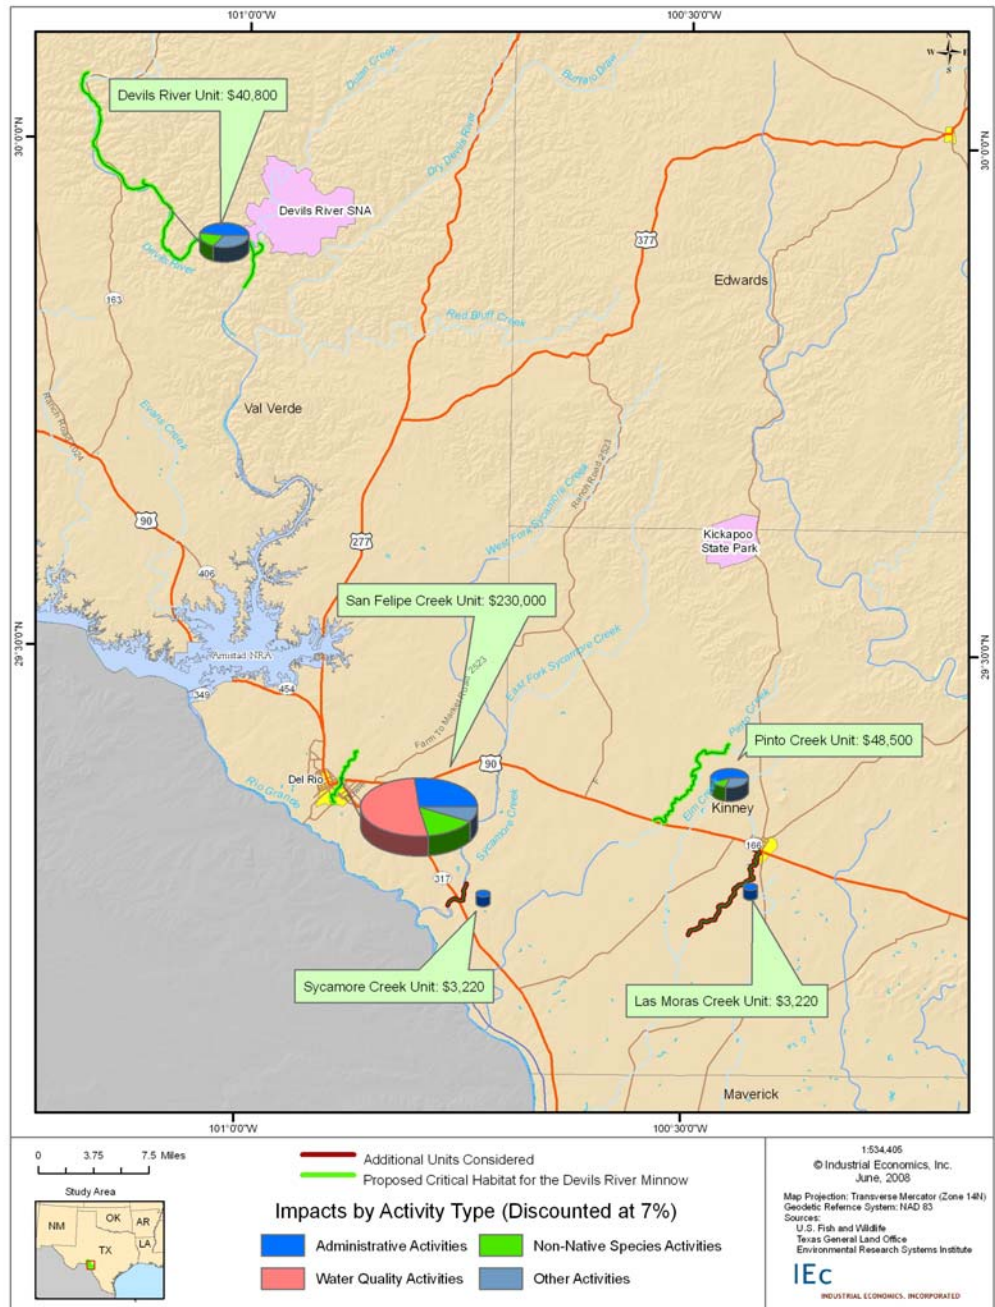 101°0'0"W
100°30'0"W
N
W
S
Devils River Unit: $40,800
Dolan Creek
Buffalo Draw
30°0'0"N
30°0'0"N
Dry Devils River
Devils River SNA
377
Devils River
Edwards
163
Red Bluff Creek
Val Verde
Evans Creek
Ranch Road 2523
West Fork Sycamore Creek
90
277
Kickapoo
State Park
406
San Felipe Creek Unit: $230,000
29°30'0"N
29°30'0"N
Amistad NRA
East Fork Sycamore Creek
349
454
Farm To Market Road 2523
Pinto Creek
Pinto Creek Unit: $48,500
90
Del Rio
Rio Grande
Kinney
Sycamore Creek
166
317
Sycamore Creek Unit: $3,220
Las Moras Creek Unit: $3,220
Maverick
101°0'0"W
100°30'0"W
0 3.75 7.5 Miles
Study Area
NM
OK
AR
TX
LA
Additional Units Considered
Proposed Critical Habitat for the Devils River Minnow
Impacts by Activity Type (Discounted at 7%)
Administrative Activities
Non-Native Species Activities
Water Quality Activities
Other Activities
1:534,405
© Industrial Economics, Inc.
June, 2008
Map Projection: Transverse Mercator (Zone 14N)
Geodetic Refernce System: NAD 83
Sources:
U.S. Fish and Wildlife
Texas General Land Office
Environmental Research Systems Institute
IEc
INDUSTRIAL ECONOMICS, INCORPORATED